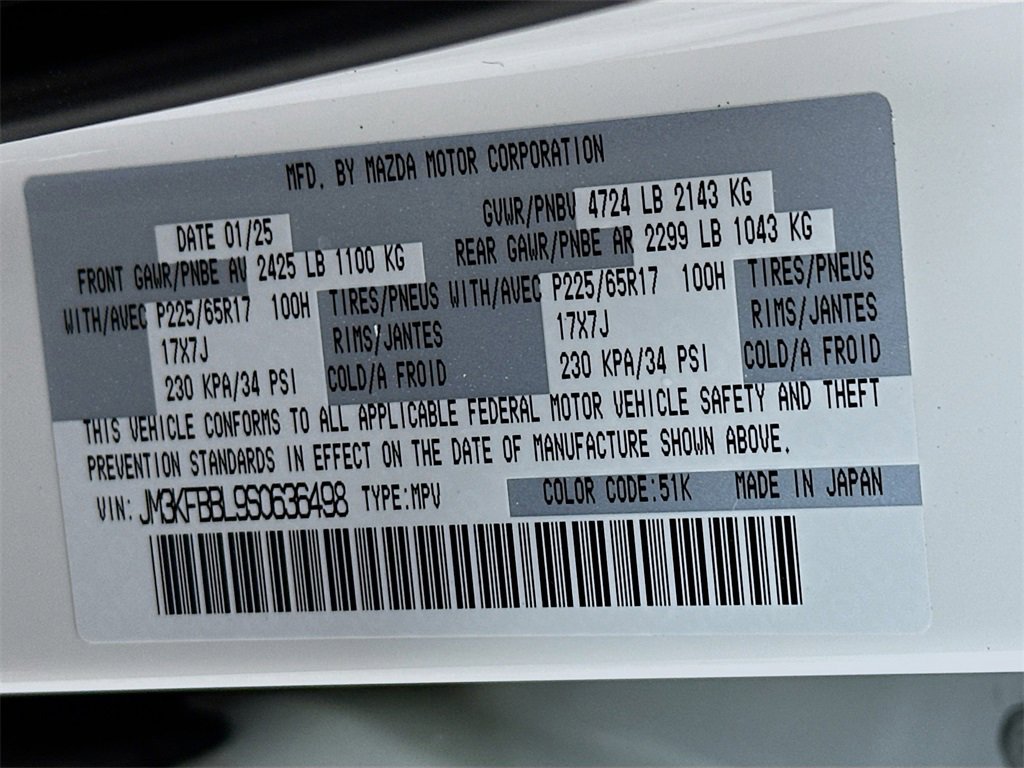 MFD. BY MAZDA MOTOR CORPORATION
DATE 01/25 GVWR/PNBV 4724 LB 2143 KG
FRONT GAWR/PNBE AV 2425 LB 1100 KG REAR GAWR/PNBE AR 2299 LB 1043 KG
WITH/AVEC P225/65R17 100H TIRES/PNEUS WITH/AVEC P225/65R17 100H TIRES/PNEUS
17X7J RIMS/JANTES 17X7J RIMS/JANTES
230 KPA/34 PSI COLD/A FROID 230 KPA/34 PSI COLD/A FROID
THIS VEHICLE CONFORMS TO ALL APPLICABLE FEDERAL MOTOR VEHICLE SAFETY AND THEFT
PREVENTION STANDARDS IN EFFECT ON THE DATE OF MANUFACTURE SHOWN ABOVE.
VIN: JM3KFBBL9S0636498 TYPE:MPV COLOR CODE:51K MADE IN JAPAN